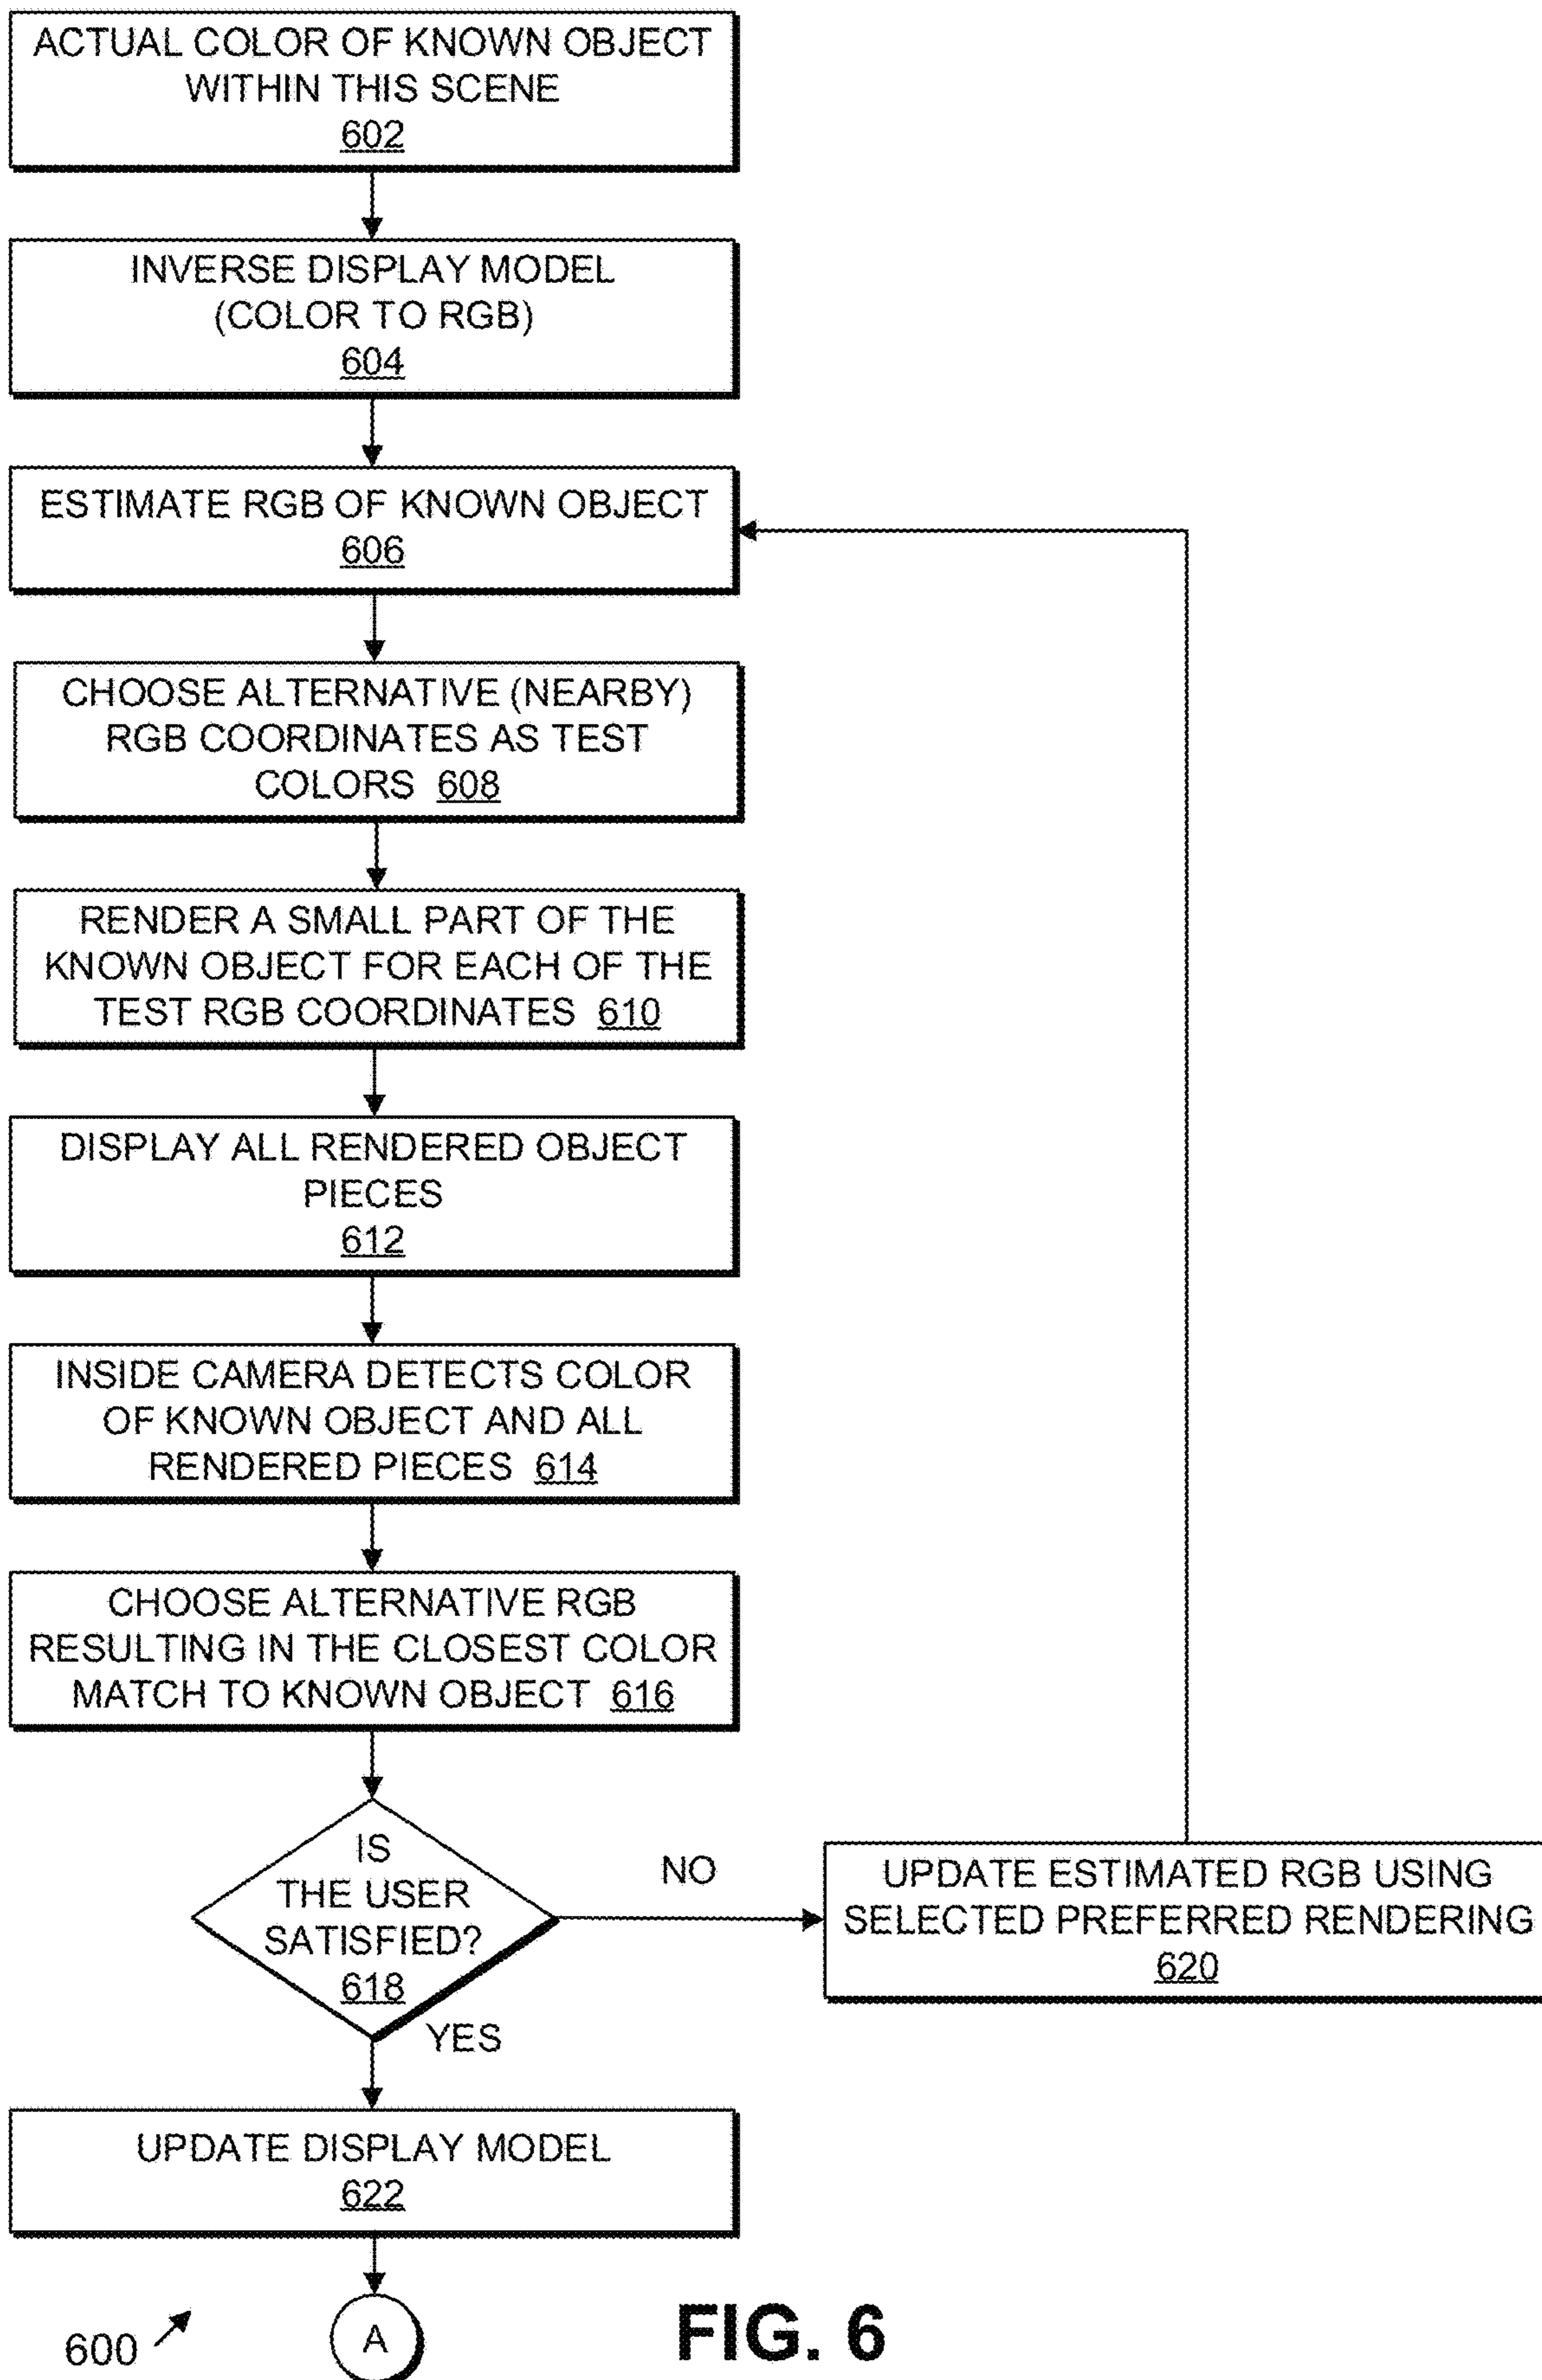 ACTUAL COLOR OF KNOWN OBJECT
WITHIN THIS SCENE
602
INVERSE DISPLAY MODEL
(COLOR TO RGB)
604
ESTIMATE RGB OF KNOWN OBJECT
606
CHOOSE ALTERNATIVE (NEARBY)
RGB COORDINATES AS TEST
COLORS 608
RENDER A SMALL PART OF THE
KNOWN OBJECT FOR EACH OF THE
TEST RGB COORDINATES 610
DISPLAY ALL RENDERED OBJECT
PIECES
612
INSIDE CAMERA DETECTS COLOR
OF KNOWN OBJECT AND ALL
RENDERED PIECES 614
CHOOSE ALTERNATIVE RGB
RESULTING IN THE CLOSEST COLOR
MATCH TO KNOWN OBJECT 616
IS
THE USER
SATISFIED?
618
NO
UPDATE ESTIMATED RGB USING
SELECTED PREFERRED RENDERING
620
YES
UPDATE DISPLAY MODEL
622
A
600
FIG. 6